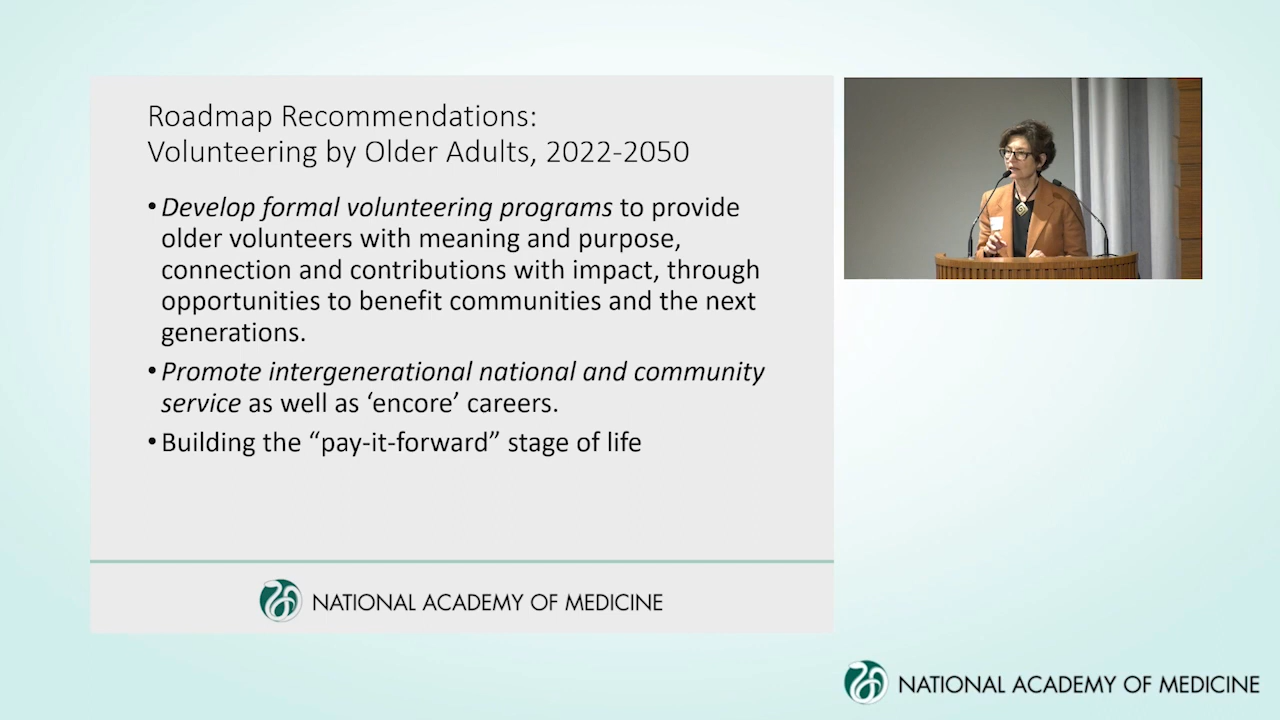 Roadmap Recommendations:
Volunteering by Older Adults, 2022-2050
•Develop formal volunteering programs to provide
older volunteers with meaning and purpose,
connection and contributions with impact, through
opportunities to benefit communities and the next
generations.
•Promote intergenerational national and community
service as well as ‘encore’ careers.
•Building the “pay-it-forward” stage of life
NATIONAL ACADEMY OF MEDICINE
NATIONAL ACADEMY OF MEDICINE